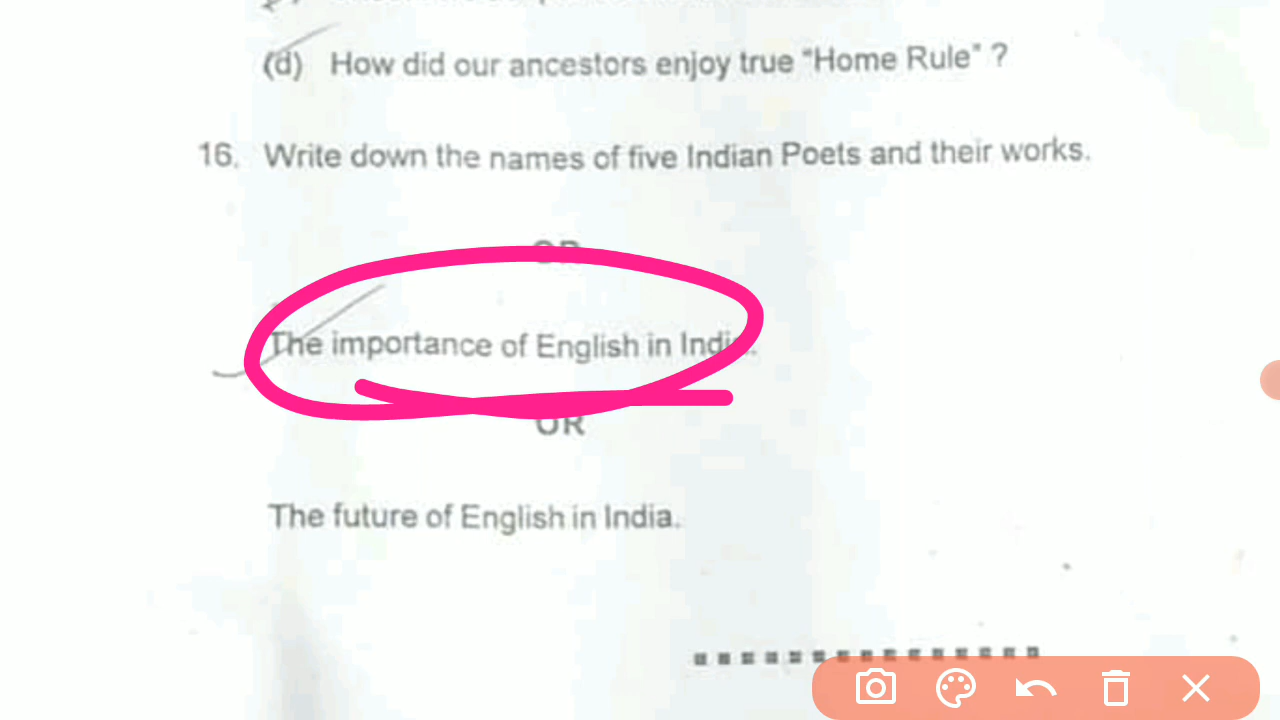 (d) How did our ancestors enjoy true “Home Rule” ?
16. Write down the names of five Indian Poets and their works.
OR
The importance of English in India.
OR
The future of English in India.